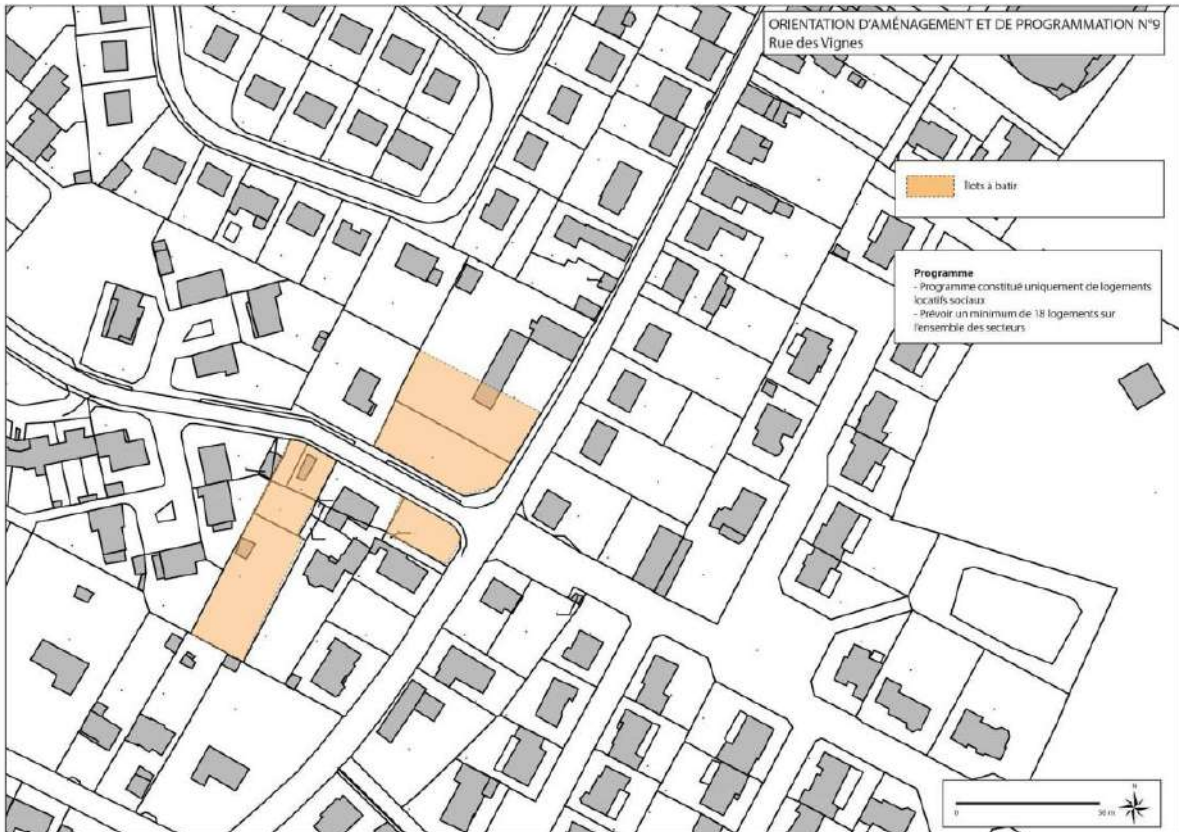 ORIENTATION D'AMÉNAGEMENT ET DE PROGRAMMATION N°9
Rue des Vignes
Îlots à batir
Programme
- Programme constitué uniquement de logements
locatifs sociaux
- Prévoir un minimum de 18 logements sur
l'ensemble des secteurs
N
0
50 m